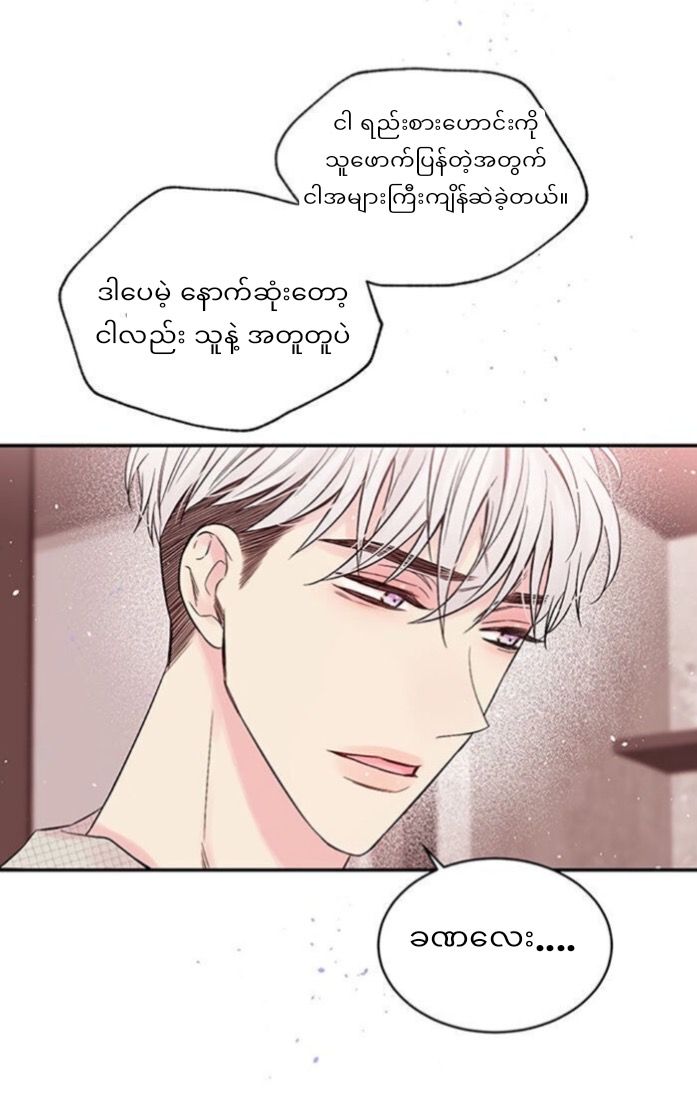 ငါ ရည်းစားဟောင်းကို
သူဖောက်ပြန်တဲ့အတွက်
ငါအများကြီးကျိန်ဆဲခဲ့တယ်။
ဒါပေမဲ့ နောက်ဆုံးတော့
ငါလည်း သူနဲ့ အတူတူပဲ
ခဏလေး....